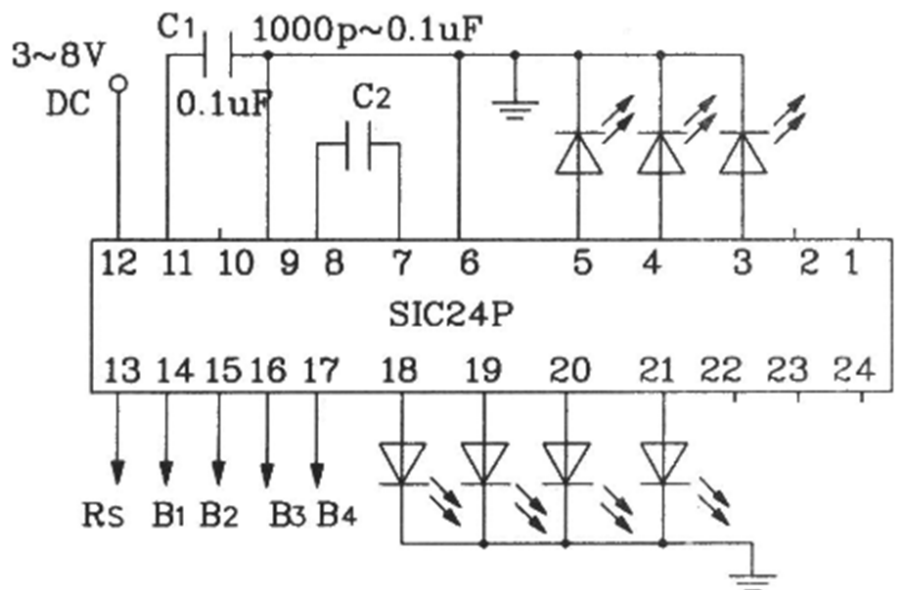 C1 1000p~0.1uF
3~8V
DC 0.1uF C2
12 11 10 9 8 7 6 5 4 3 2 1
SIC24P
13 14 15 16 17 18 19 20 21 22 23 24
RS B1 B2 B3 B4